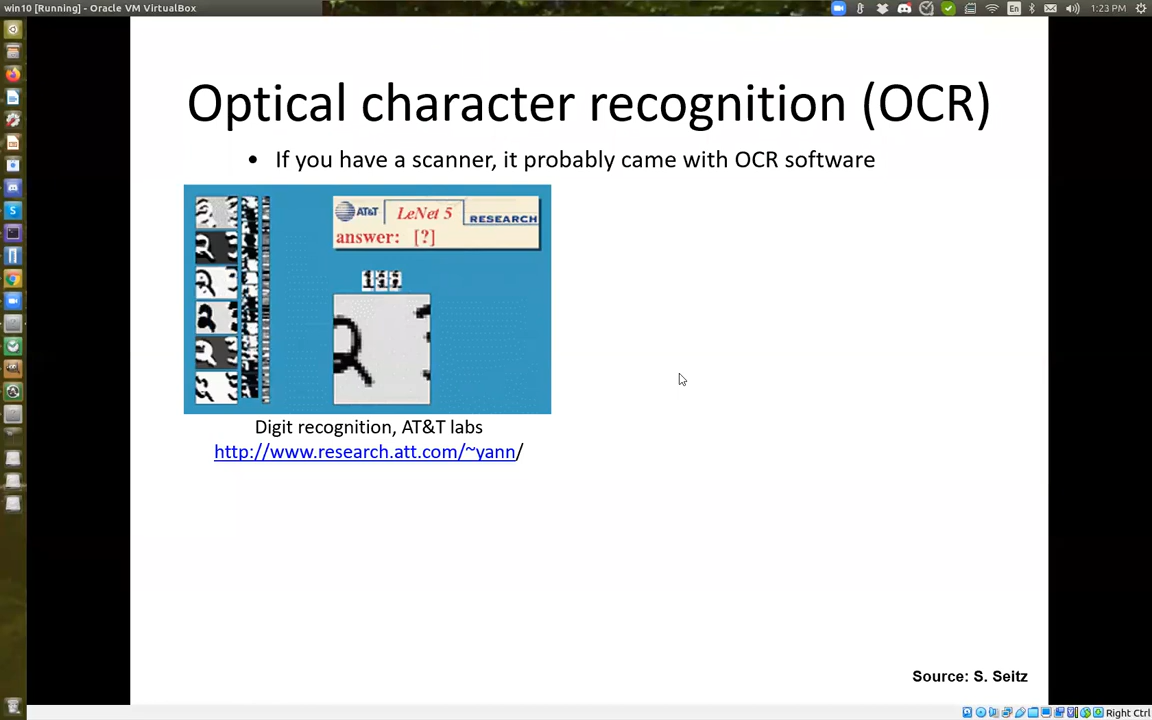 win10 [Running] - Oracle VM VirtualBox
En
1:23 PM
Optical character recognition (OCR)
• If you have a scanner, it probably came with OCR software
AT&T
LeNet 5
RESEARCH
answer: [?]
Digit recognition, AT&T labs
http://www.research.att.com/~yann/
Source: S. Seitz
Right Ctrl